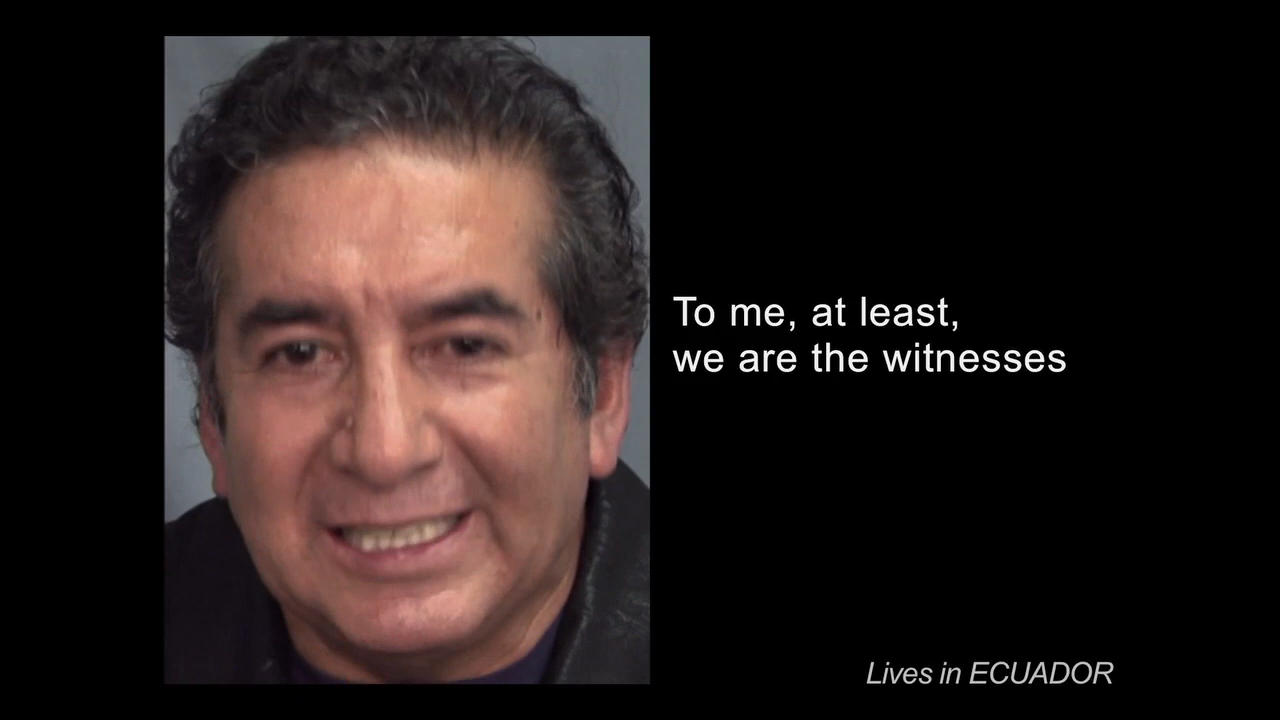 To me, at least,
we are the witnesses
Lives in ECUADOR